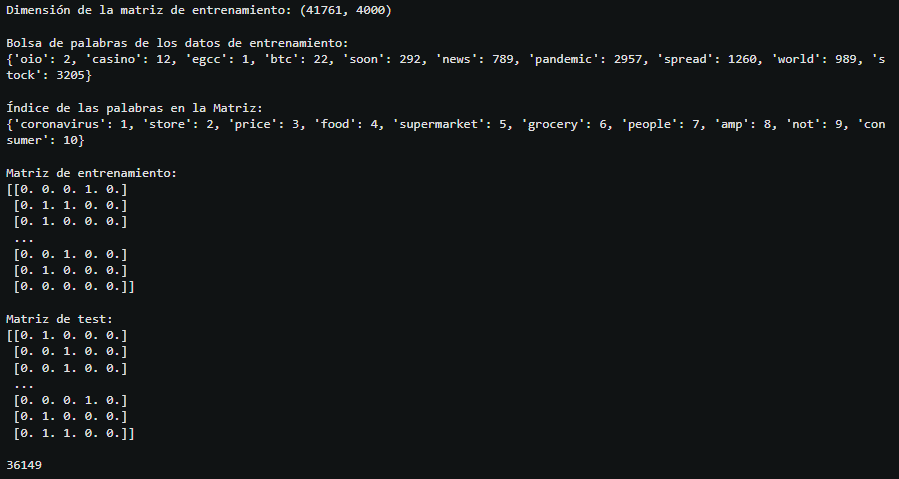 Dimensión de la matriz de entrenamiento: (41761, 4000)
Bolsa de palabras de los datos de entrenamiento:
{'oio': 2, 'casino': 12, 'egcc': 1, 'btc': 22, 'soon': 292, 'news': 789, 'pandemic': 2957, 'spread': 1260, 'world': 989, 's
tock': 3205}
Índice de las palabras en la Matriz:
{'coronavirus': 1, 'store': 2, 'price': 3, 'food': 4, 'supermarket': 5, 'grocery': 6, 'people': 7, 'amp': 8, 'not': 9, 'con
sumer': 10}
Matriz de entrenamiento:
[[0. 0. 0. 1. 0.]
[0. 1. 1. 0. 0.]
[0. 1. 0. 0. 0.]
...
[0. 0. 1. 0. 0.]
[0. 1. 0. 0. 0.]
[0. 0. 0. 0. 0.]]
Matriz de test:
[[0. 1. 0. 0. 0.]
[0. 0. 1. 0. 0.]
[0. 0. 1. 0. 0.]
...
[0. 0. 0. 1. 0.]
[0. 1. 0. 0. 0.]
[0. 1. 1. 0. 0.]]
36149